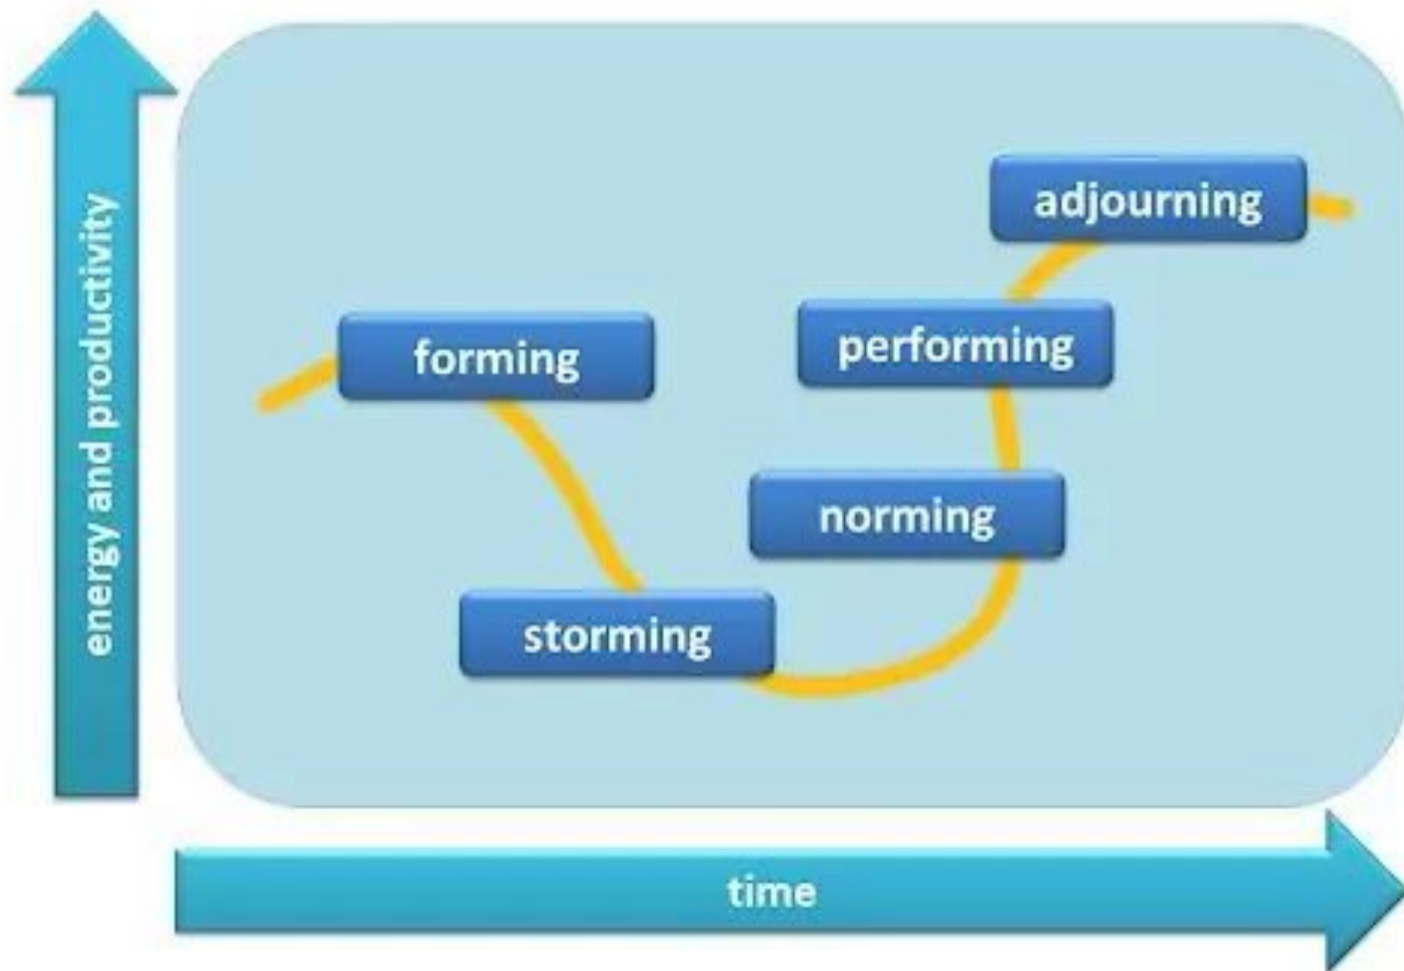 energy and productivity
forming
storming
norming
performing
adjourning
time